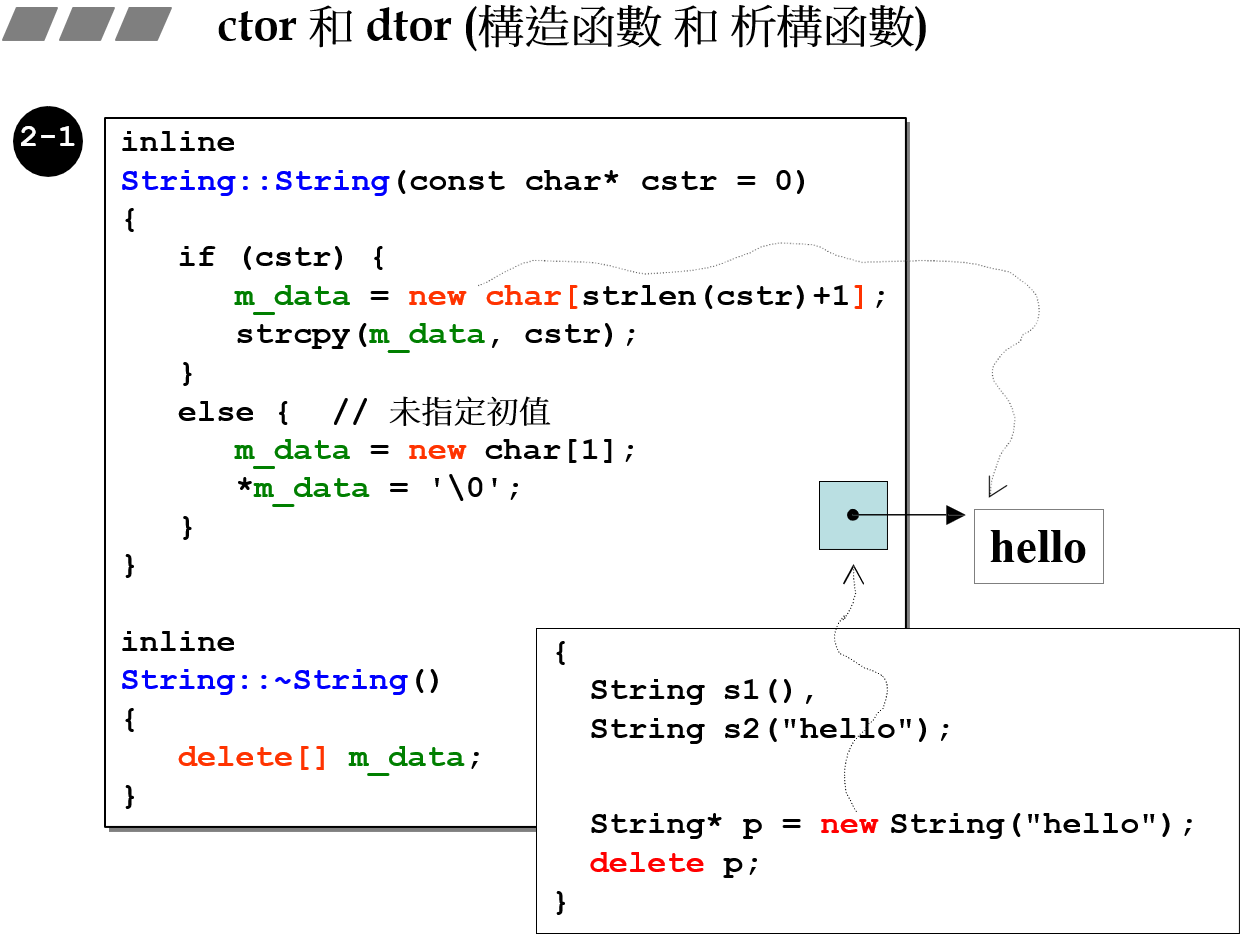 ctor 和 dtor (構造函數 和 析構函數)
2-1
inline
String::String(const char* cstr = 0)
{
if (cstr) {
m_data = new char[strlen(cstr)+1];
strcpy(m_data, cstr);
}
else { // 未指定初值
m_data = new char[1];
*m_data = '\0';
}
}
inline
String::~String()
{
delete[] m_data;
}
hello
{
String s1(),
String s2("hello");
String* p = new String("hello");
delete p;
}